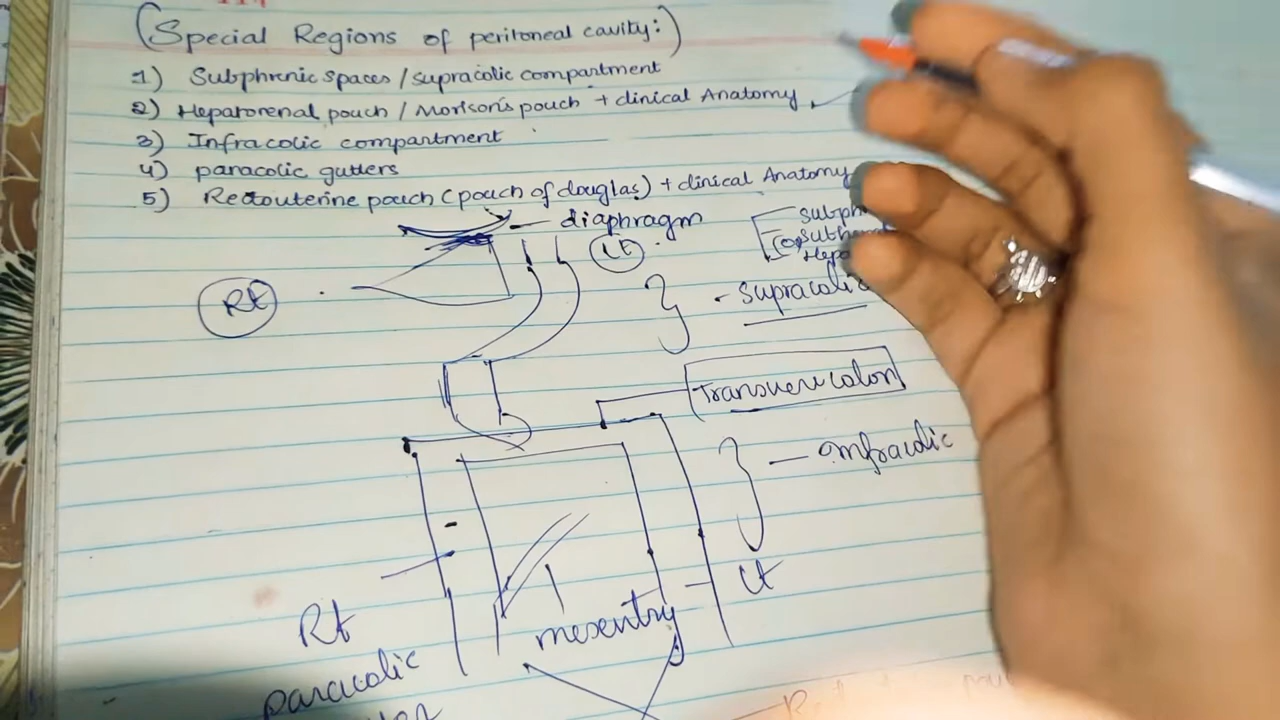 (Special Regions of peritoneal cavity:)
1) Subphrenic spaces / supracolic compartment
2) Heparorenal pouch / Morison's pouch + clinical Anatomy
3) Infracolic compartment
4) paracolic gutters
5) Rectouterine pouch (pouch of douglas) + clinical Anatomy
diaphragm
Lt
Rt
Supracolic
Transverse colon
Infracolic
Lt
Rt
mesentry
paracolic